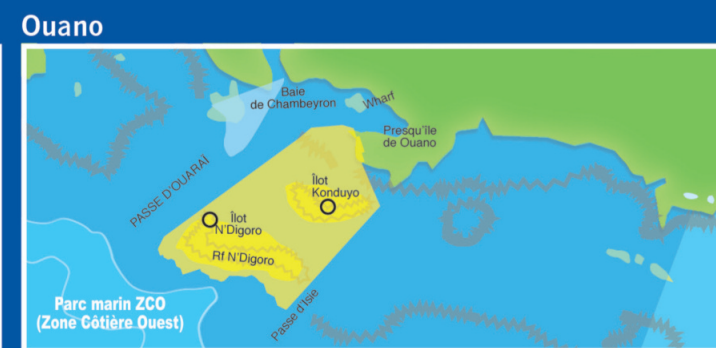 Ouano
Baie
de Chambeyron
Wharf
Presqu'île
de Ouano
PASSE D'OUARAÏ
Îlot
Konduyo
Îlot
N'Digoro
Rf N'Digoro
Passe d'Isie
Parc marin ZCO
(Zone Côtière Ouest)